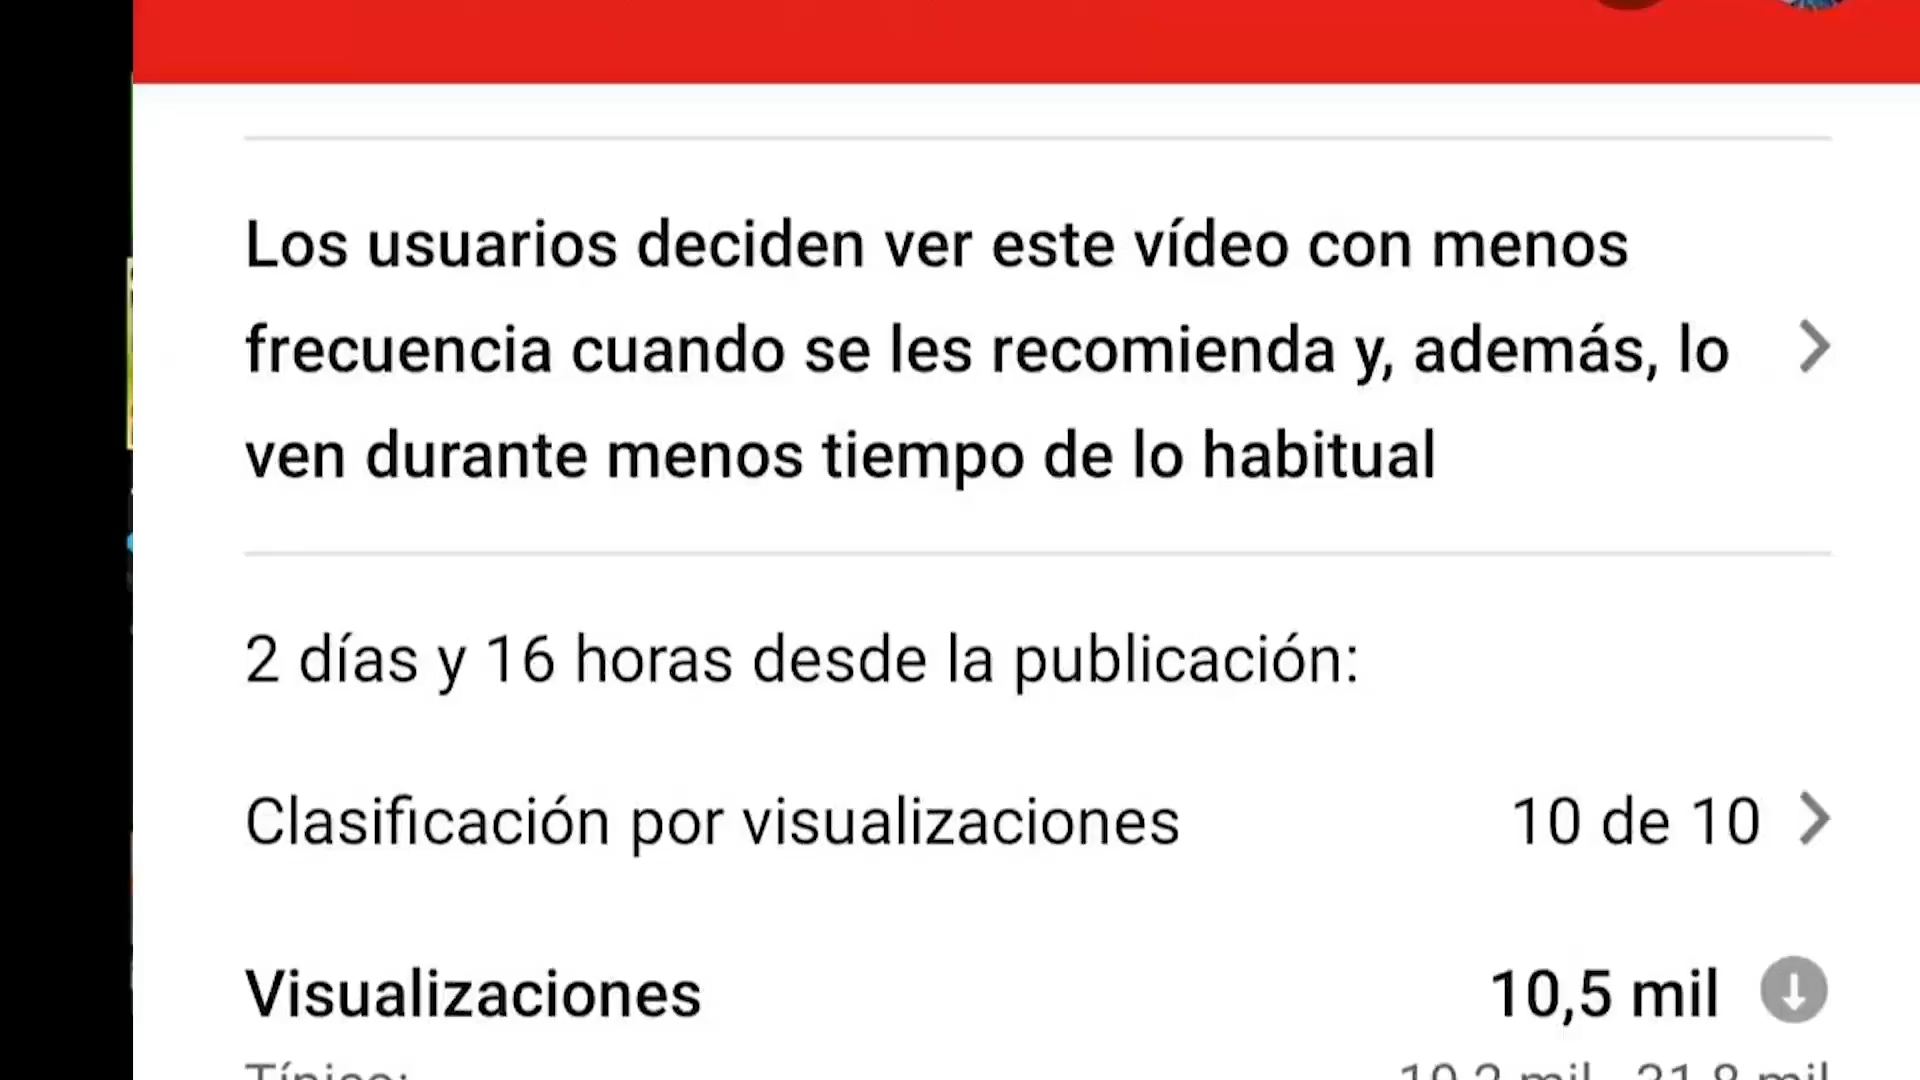 Los usuarios deciden ver este vídeo con menos
frecuencia cuando se les recomienda y, además, lo
ven durante menos tiempo de lo habitual
2 días y 16 horas desde la publicación:
Clasificación por visualizaciones 10 de 10
Visualizaciones 10,5 mil
Típico: